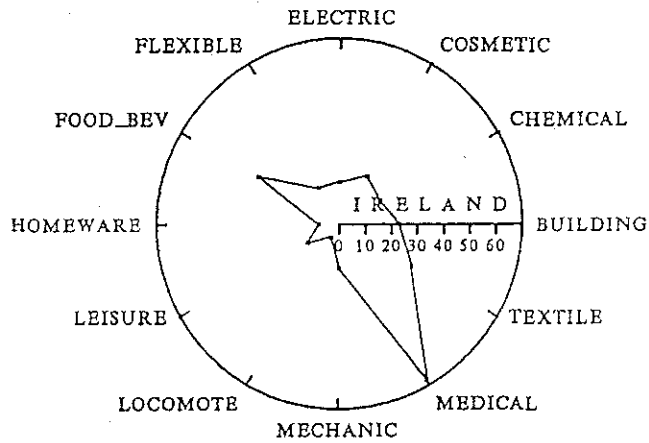 ELECTRIC
FLEXIBLE
COSMETIC
FOOD_BEV
CHEMICAL
IRELAND
HOMEWARE
BUILDING
0 10 20 30 40 50 60
LEISURE
TEXTILE
LOCOMOTE
MEDICAL
MECHANIC